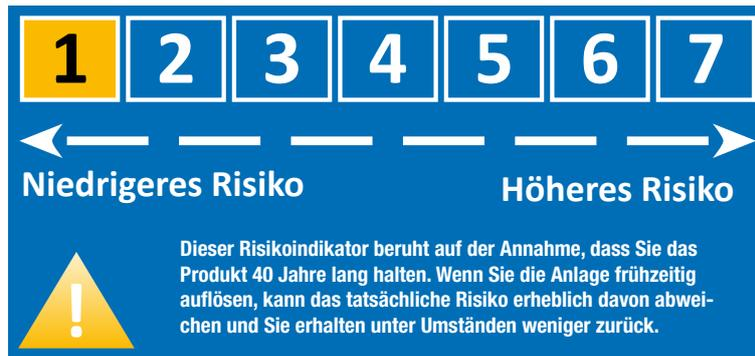 1 2 3 4 5 6 7
Niedrigeres Risiko Höheres Risiko
!
Dieser Risikoindikator beruht auf der Annahme, dass Sie das
Produkt 40 Jahre lang halten. Wenn Sie die Anlage frühzeitig
auflösen, kann das tatsächliche Risiko erheblich davon abwei-
chen und Sie erhalten unter Umständen weniger zurück.